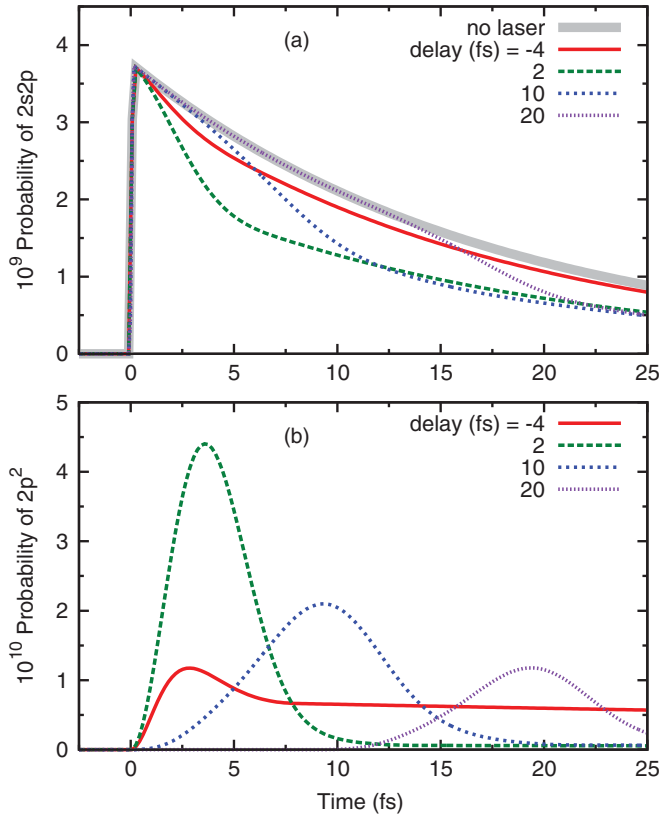 (a)
no laser
delay (fs) = -4
2
10
20
10⁹ Probability of 2s2p
4
3
2
1
0
0 5 10 15 20 25
(b)
delay (fs) = -4
2
10
20
10¹⁰ Probability of 2p²
5
4
3
2
1
0
0 5 10 15 20 25
Time (fs)